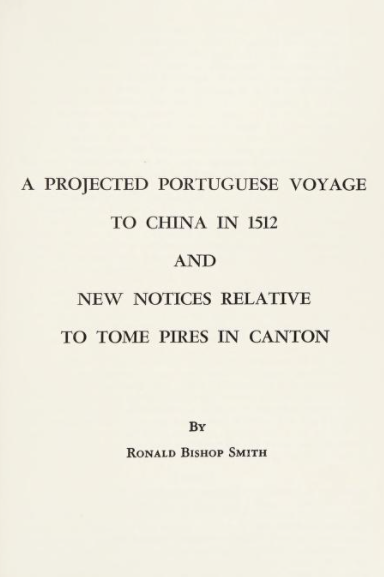 A PROJECTED PORTUGUESE VOYAGE
TO CHINA IN 1512
AND
NEW NOTICES RELATIVE
TO TOME PIRES IN CANTON
By
Ronald Bishop Smith